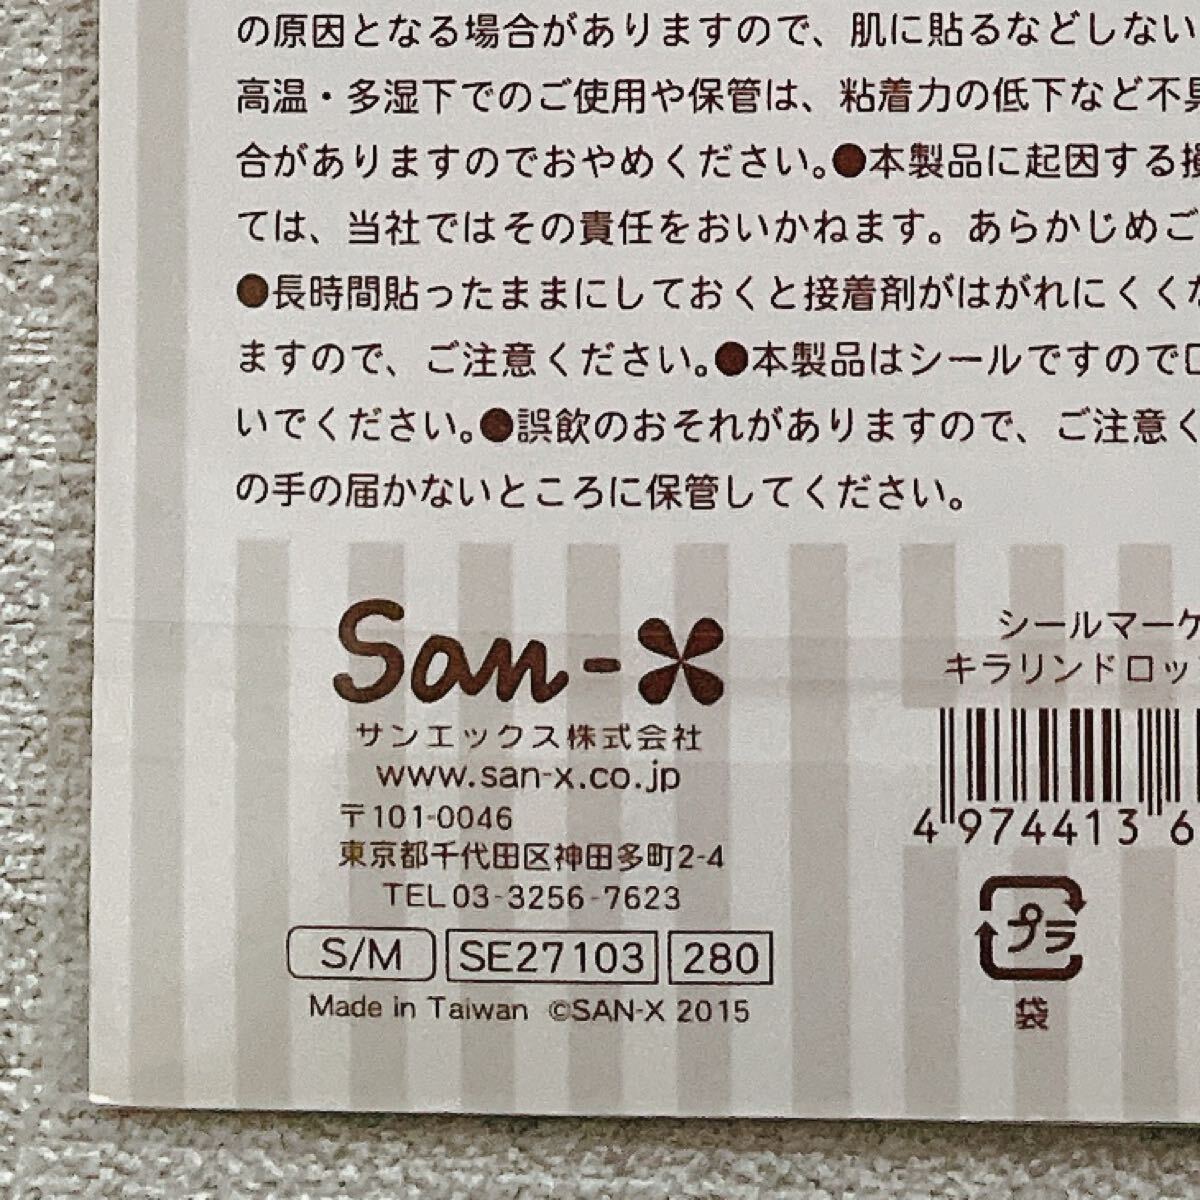 の原因となる場合がありますので、肌に貼るなどしない
高温・多湿下でのご使用や保管は、粘着力の低下など不具
合がありますのでおやめください。●本製品に起因する損
ては、当社ではその責任をおいかねます。あらかじめご
●長時間貼ったままにしておくと接着剤がはがれにくくな
ますので、ご注意ください。●本製品はシールですので口
いでください。●誤飲のおそれがありますので、ご注意く
の手の届かないところに保管してください。
San-X
サンエックス株式会社
www.san-x.co.jp
〒101-0046
東京都千代田区神田多町2-4
TEL 03-3256-7623
S/M SE27103 280
Made in Taiwan ©SAN-X 2015
シールマーケ
キラリンドロッ
4 974413 6
プラ
袋